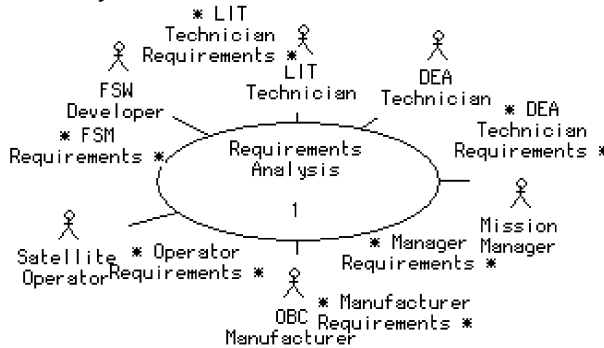 * LIT
Technician
Requirements *
LIT
Technician
DEA
Technician
FSW
Developer
* FSM
Requirements *
* DEA
Technician
Requirements *
Requirements
Analysis
1
Mission
Manager
* Manager
Requirements *
Satellite
Operator
* Operator
Requirements *
OBC
Manufacturer
* Manufacturer
Requirements *